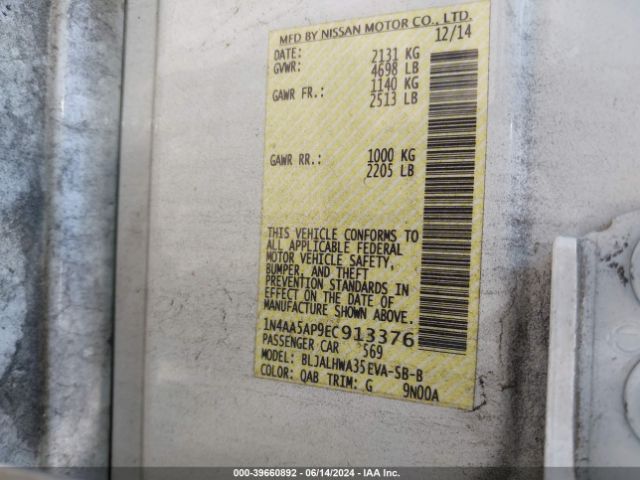 MFD BY NISSAN MOTOR CO., LTD.
12/14
DATE: 2131 KG
GVWR: 4698 LB
GAWR FR.: 1140 KG
2513 LB
GAWR RR.: 1000 KG
2205 LB
THIS VEHICLE CONFORMS TO
ALL APPLICABLE FEDERAL
MOTOR VEHICLE SAFETY,
BUMPER, AND THEFT
PREVENTION STANDARDS IN
EFFECT ON THE DATE OF
MANUFACTURE SHOWN ABOVE.
1N4AA5AP9EC913376
PASSENGER CAR 569
MODEL: BLJALHWA35EVA-SB-B
COLOR: QAB TRIM: G 9N00A
000-39660892 - 06/14/2024 - IAA Inc.